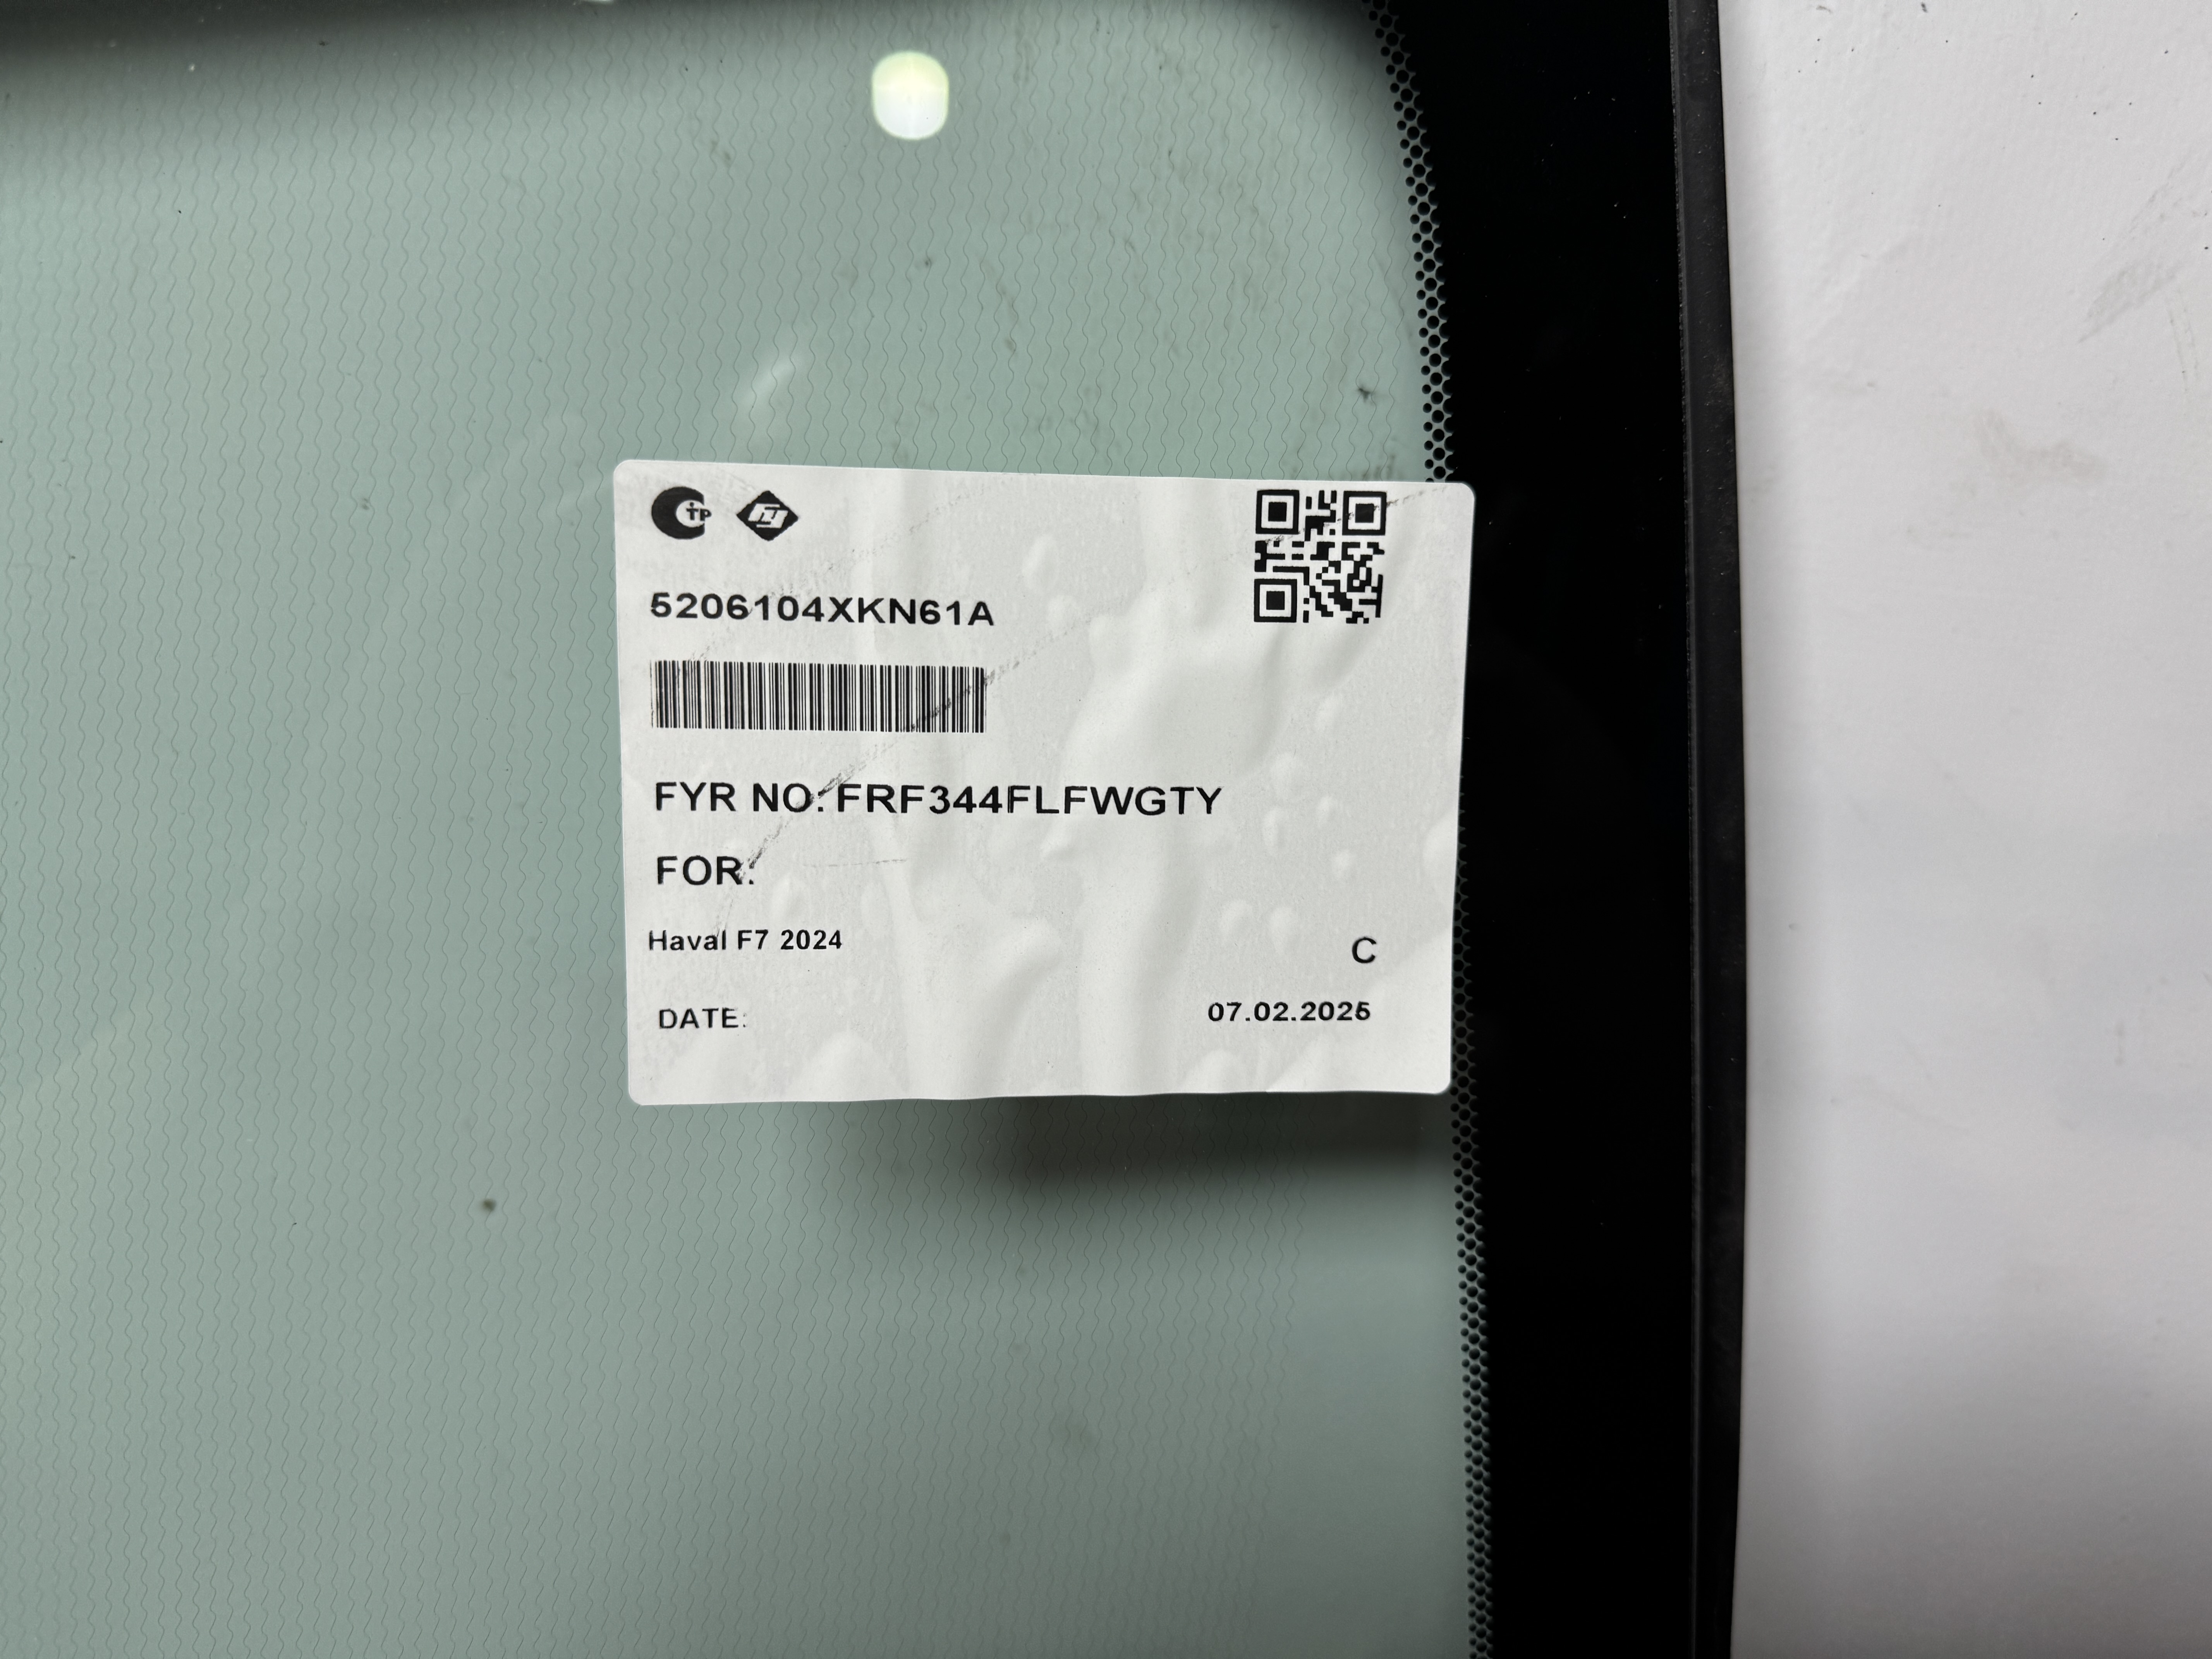 5206104XKN61A
FYR NO: FRF344FLFWGTY
FOR:
Haval F7 2024
C
DATE: 07.02.2025